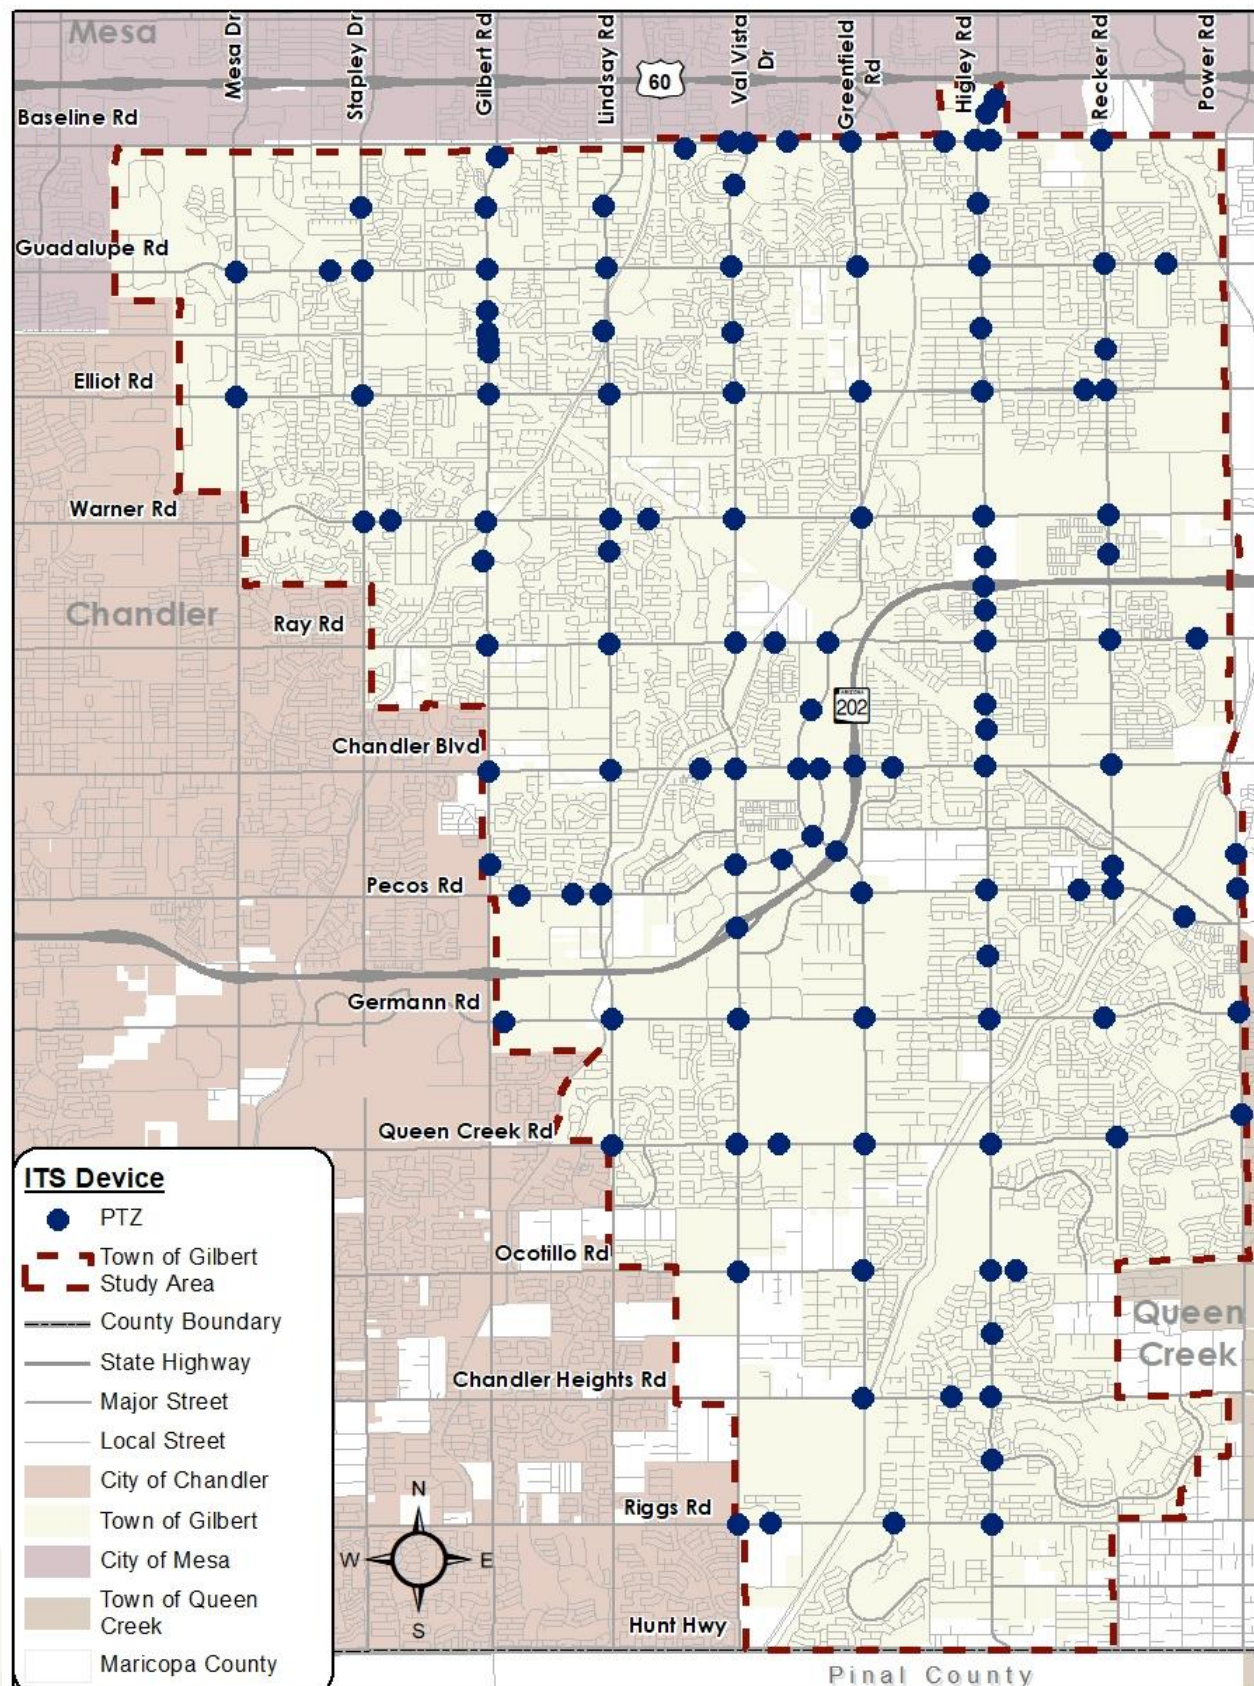 Mesa
Mesa Dr
Stapley Dr
Gilbert Rd
Lindsay Rd
Val Vista
Dr
Greenfield
Rd
Higley Rd
Recker Rd
Power Rd
60
Baseline Rd
Guadalupe Rd
Elliot Rd
Warner Rd
Chandler
Ray Rd
ARIZONA
202
Chandler Blvd
Pecos Rd
Germann Rd
Queen Creek Rd
Ocotillo Rd
Queen
Creek
Chandler Heights Rd
Riggs Rd
Hunt Hwy
Pinal County
N
W
E
S
ITS Device
PTZ
Town of Gilbert
Study Area
County Boundary
State Highway
Major Street
Local Street
City of Chandler
Town of Gilbert
City of Mesa
Town of Queen
Creek
Maricopa County